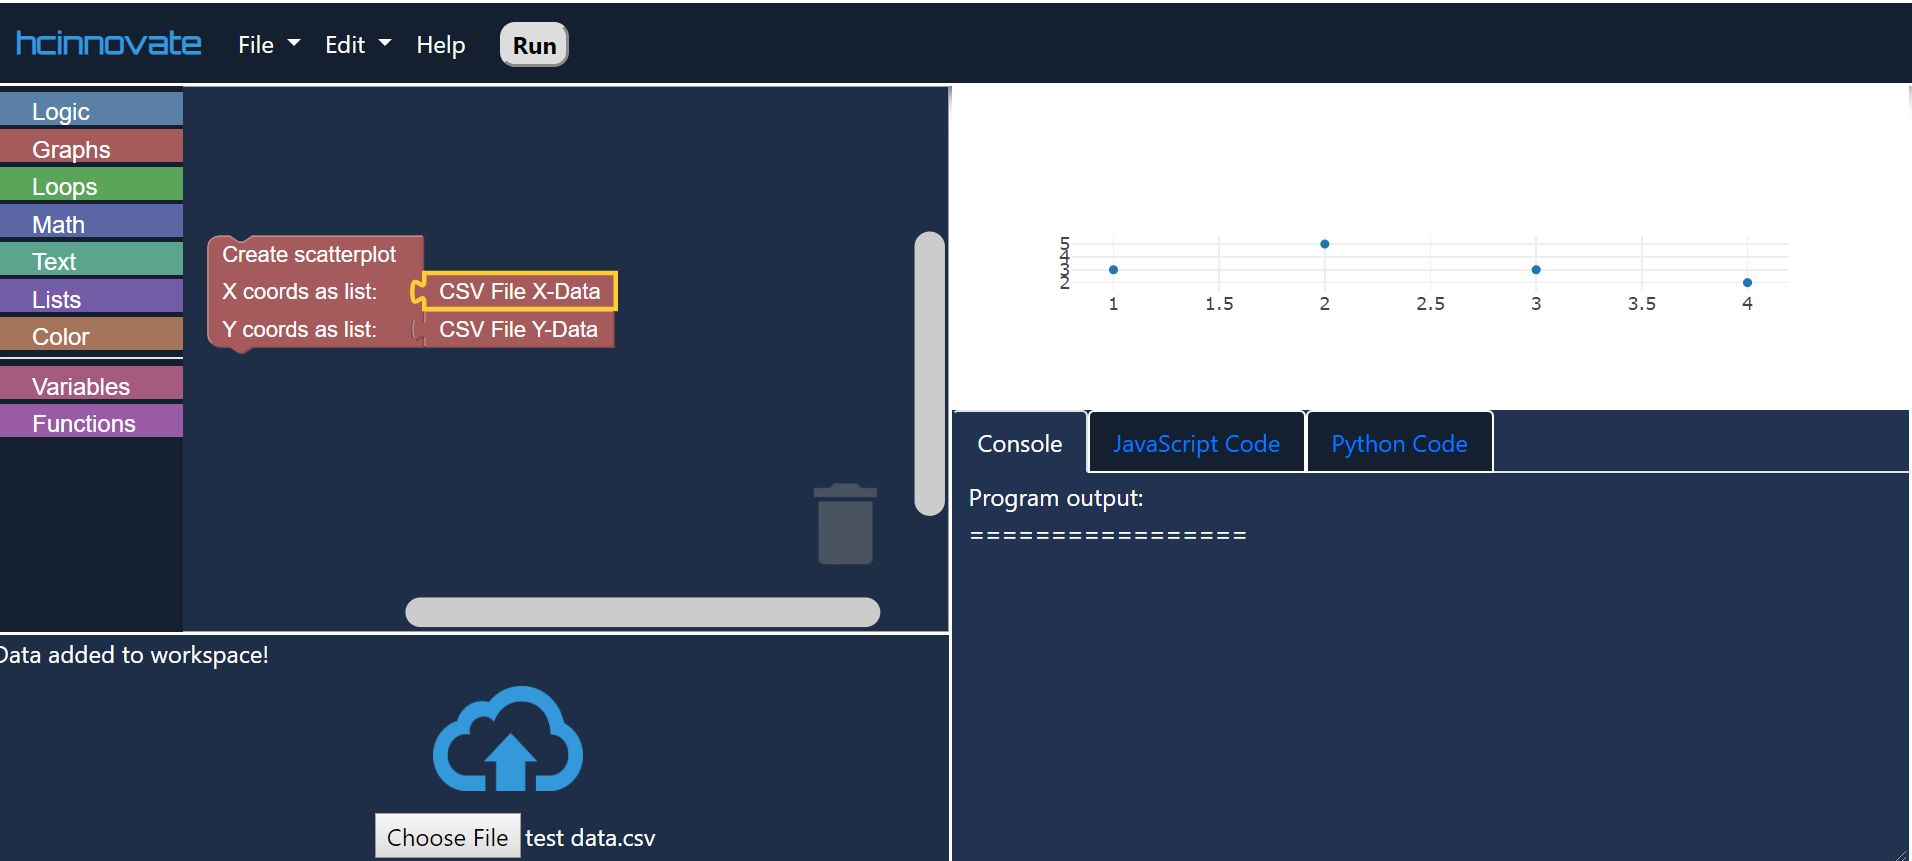 hcinnovate File Edit Help Run
Logic
Graphs
Loops
Math
Text
Lists
Color
Variables
Functions
Create scatterplot
X coords as list: CSV File X-Data
Y coords as list: CSV File Y-Data
Data added to workspace!
Choose File test data.csv
5
4
3
2
1 1.5 2 2.5 3 3.5 4
Console JavaScript Code Python Code
Program output:
=================